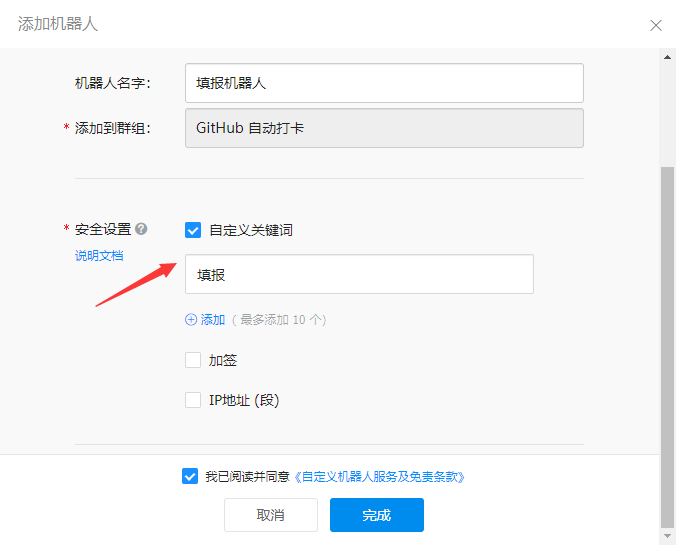 添加机器人
机器人名字：
填报机器人
* 添加到群组：
GitHub 自动打卡
* 安全设置 ?
自定义关键词
说明文档
填报
添加（最多添加 10 个）
加签
IP地址 (段)
我已阅读并同意《自定义机器人服务及免责条款》
取消
完成